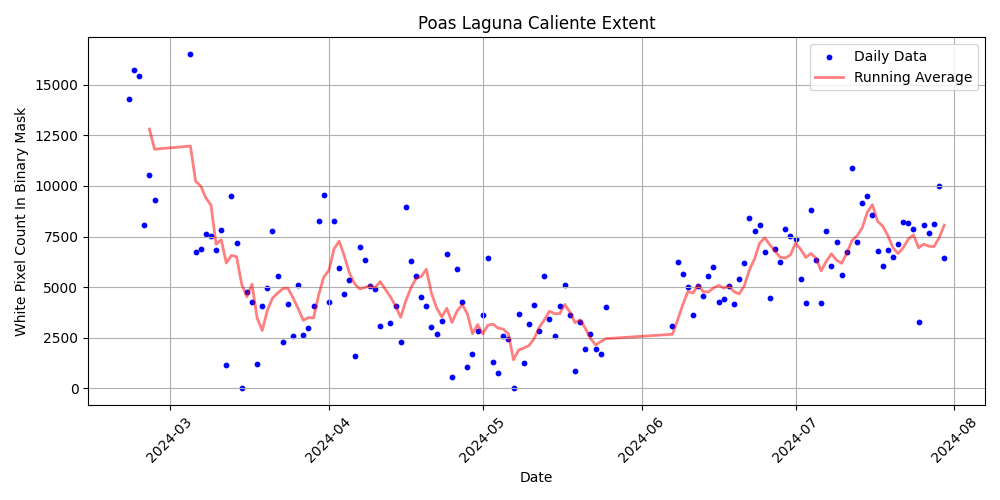 Poas Laguna Caliente Extent
Daily Data
Running Average
White Pixel Count In Binary Mask
15000
12500
10000
7500
5000
2500
0
2024-03
2024-04
2024-05
2024-06
2024-07
2024-08
Date